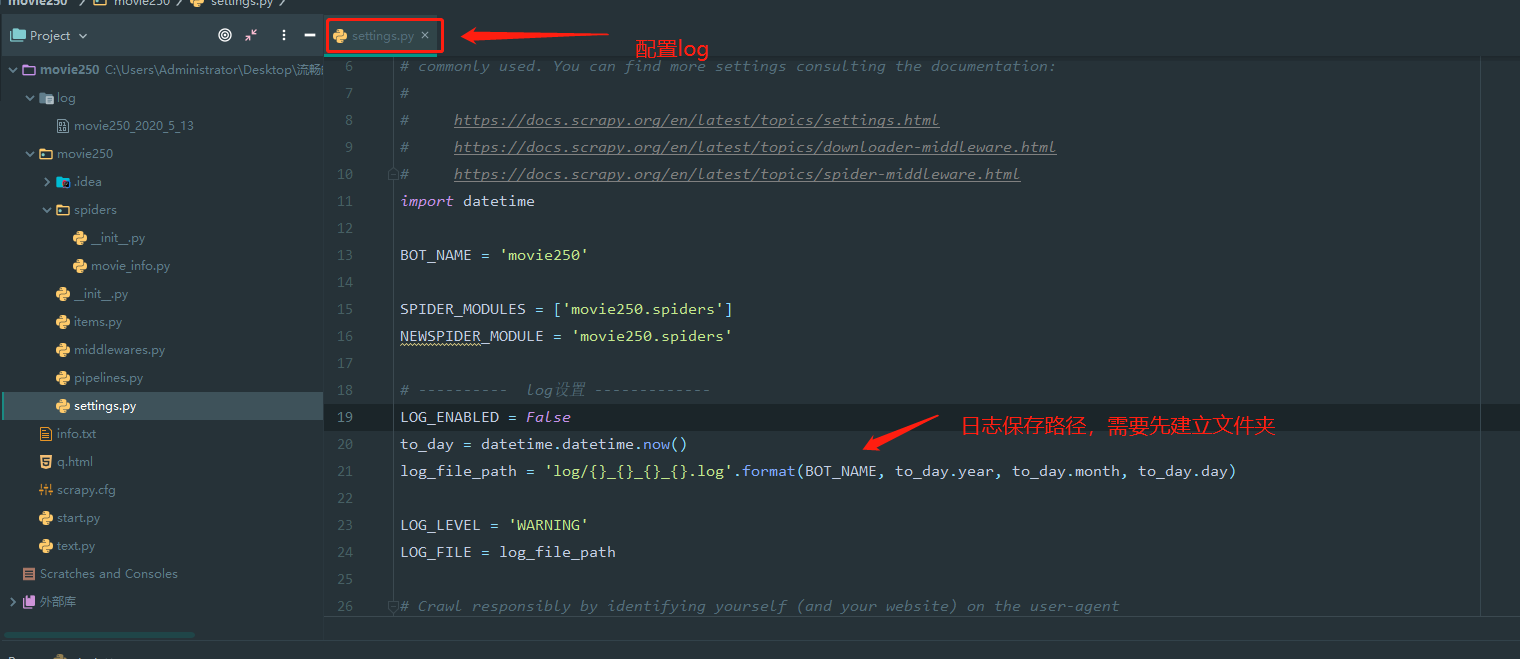 movie250 movie250 settings.py
Project
settings.py
配置log
movie250 C:\Users\Administrator\Desktop\流畅
log
movie250_2020_5_13
movie250
.idea
spiders
__init__.py
movie_info.py
__init__.py
items.py
middlewares.py
pipelines.py
settings.py
info.txt
q.html
scrapy.cfg
start.py
text.py
Scratches and Consoles
外部库
6 # commonly used. You can find more settings consulting the documentation:
7 #
8 # https://docs.scrapy.org/en/latest/topics/settings.html
9 # https://docs.scrapy.org/en/latest/topics/downloader-middleware.html
10 # https://docs.scrapy.org/en/latest/topics/spider-middleware.html
11 import datetime
12
13 BOT_NAME = 'movie250'
14
15 SPIDER_MODULES = ['movie250.spiders']
16 NEWSPIDER_MODULE = 'movie250.spiders'
17
18 # ---------- log设置 -------------
19 LOG_ENABLED = False
日志保存路径，需要先建立文件夹
20 to_day = datetime.datetime.now()
21 log_file_path = 'log/{}_{}_{}_{}.log'.format(BOT_NAME, to_day.year, to_day.month, to_day.day)
22
23 LOG_LEVEL = 'WARNING'
24 LOG_FILE = log_file_path
25
26 # Crawl responsibly by identifying yourself (and your website) on the user-agent